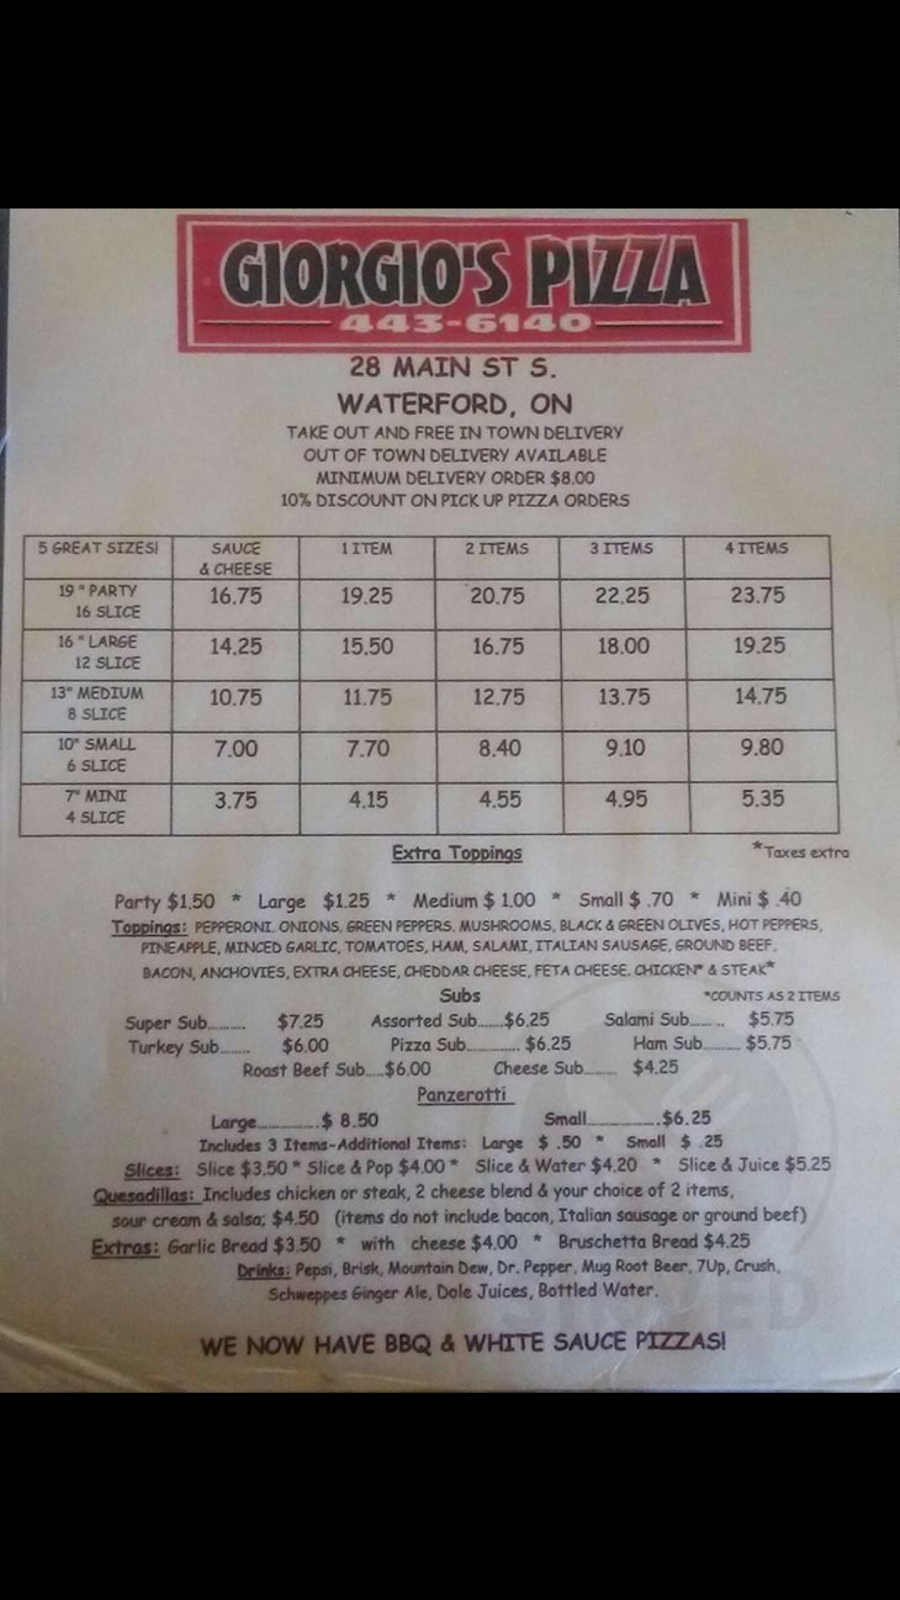 GIORGIO'S PIZZA
443-6140
28 MAIN ST S.
WATERFORD, ON
TAKE OUT AND FREE IN TOWN DELIVERY
OUT OF TOWN DELIVERY AVAILABLE
MINIMUM DELIVERY ORDER $8.00
10% DISCOUNT ON PICK UP PIZZA ORDERS
5 GREAT SIZES! SAUCE & CHEESE 1 ITEM 2 ITEMS 3 ITEMS 4 ITEMS
19 " PARTY 16 SLICE 16.75 19.25 20.75 22.25 23.75
16 " LARGE 12 SLICE 14.25 15.50 16.75 18.00 19.25
13" MEDIUM 8 SLICE 10.75 11.75 12.75 13.75 14.75
10" SMALL 6 SLICE 7.00 7.70 8.40 9.10 9.80
7" MINI 4 SLICE 3.75 4.15 4.55 4.95 5.35
Extra Toppings *Taxes extra
Party $1.50 * Large $1.25 * Medium $ 1.00 * Small $ .70 * Mini $ .40
Toppings: PEPPERONI, ONIONS, GREEN PEPPERS, MUSHROOMS, BLACK & GREEN OLIVES, HOT PEPPERS,
PINEAPPLE, MINCED GARLIC, TOMATOES, HAM, SALAMI, ITALIAN SAUSAGE, GROUND BEEF,
BACON, ANCHOVIES, EXTRA CHEESE, CHEDDAR CHEESE, FETA CHEESE, CHICKEN* & STEAK*
Subs *COUNTS AS 2 ITEMS
Super Sub......... $7.25 Assorted Sub......$6.25 Salami Sub....... .. $5.75
Turkey Sub....... $6.00 Pizza Sub............. $6.25 Ham Sub......... $5.75
Roast Beef Sub....$6.00 Cheese Sub........ $4.25
Panzerotti
Large...............$ 8.50 Small.................$6.25
Includes 3 Items-Additional Items: Large $ .50 * Small $ .25
Slices: Slice $3.50 * Slice & Pop $4.00 * Slice & Water $4.20 * Slice & Juice $5.25
Quesadillas: Includes chicken or steak, 2 cheese blend & your choice of 2 items,
sour cream & salsa; $4.50 (items do not include bacon, Italian sausage or ground beef)
Extras: Garlic Bread $3.50 * with cheese $4.00 * Bruschetta Bread $4.25
Drinks: Pepsi, Brisk, Mountain Dew, Dr. Pepper, Mug Root Beer, 7Up, Crush,
Schweppes Ginger Ale, Dole Juices, Bottled Water.
WE NOW HAVE BBQ & WHITE SAUCE PIZZAS!